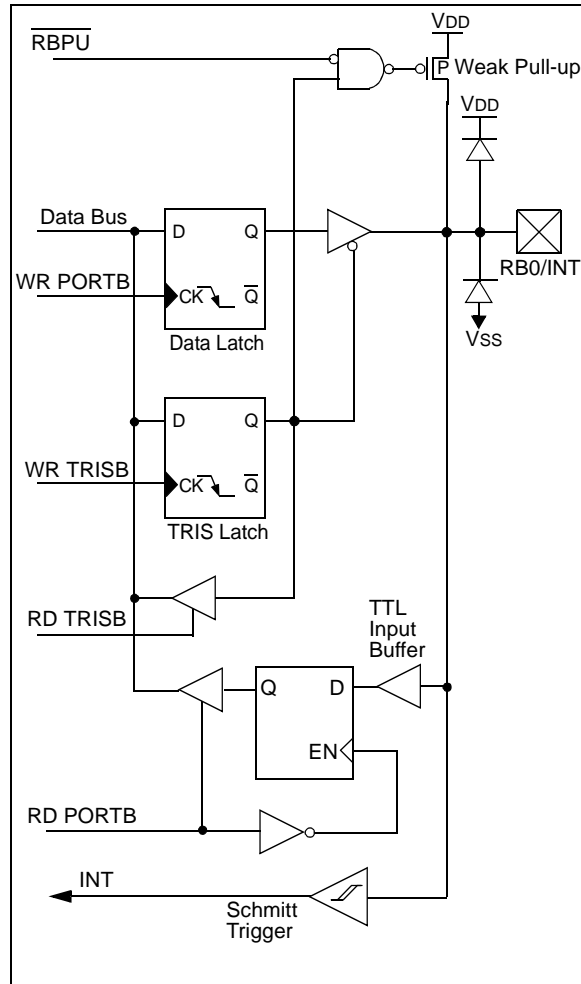 VDD
RBPU
P Weak Pull-up
VDD
Data Bus
D Q
RB0/INT
WR PORTB
CK Q
VSS
Data Latch
D Q
WR TRISB
CK Q
TRIS Latch
RD TRISB
TTL
Input
Buffer
Q D
EN
RD PORTB
INT
Schmitt
Trigger